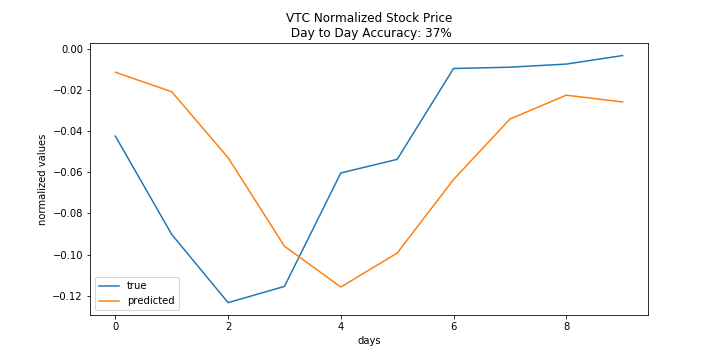 VTC Normalized Stock Price
Day to Day Accuracy: 37%
0.00
−0.02
−0.04
−0.06
−0.08
−0.10
−0.12
normalized values
true
predicted
0
2
4
6
8
days